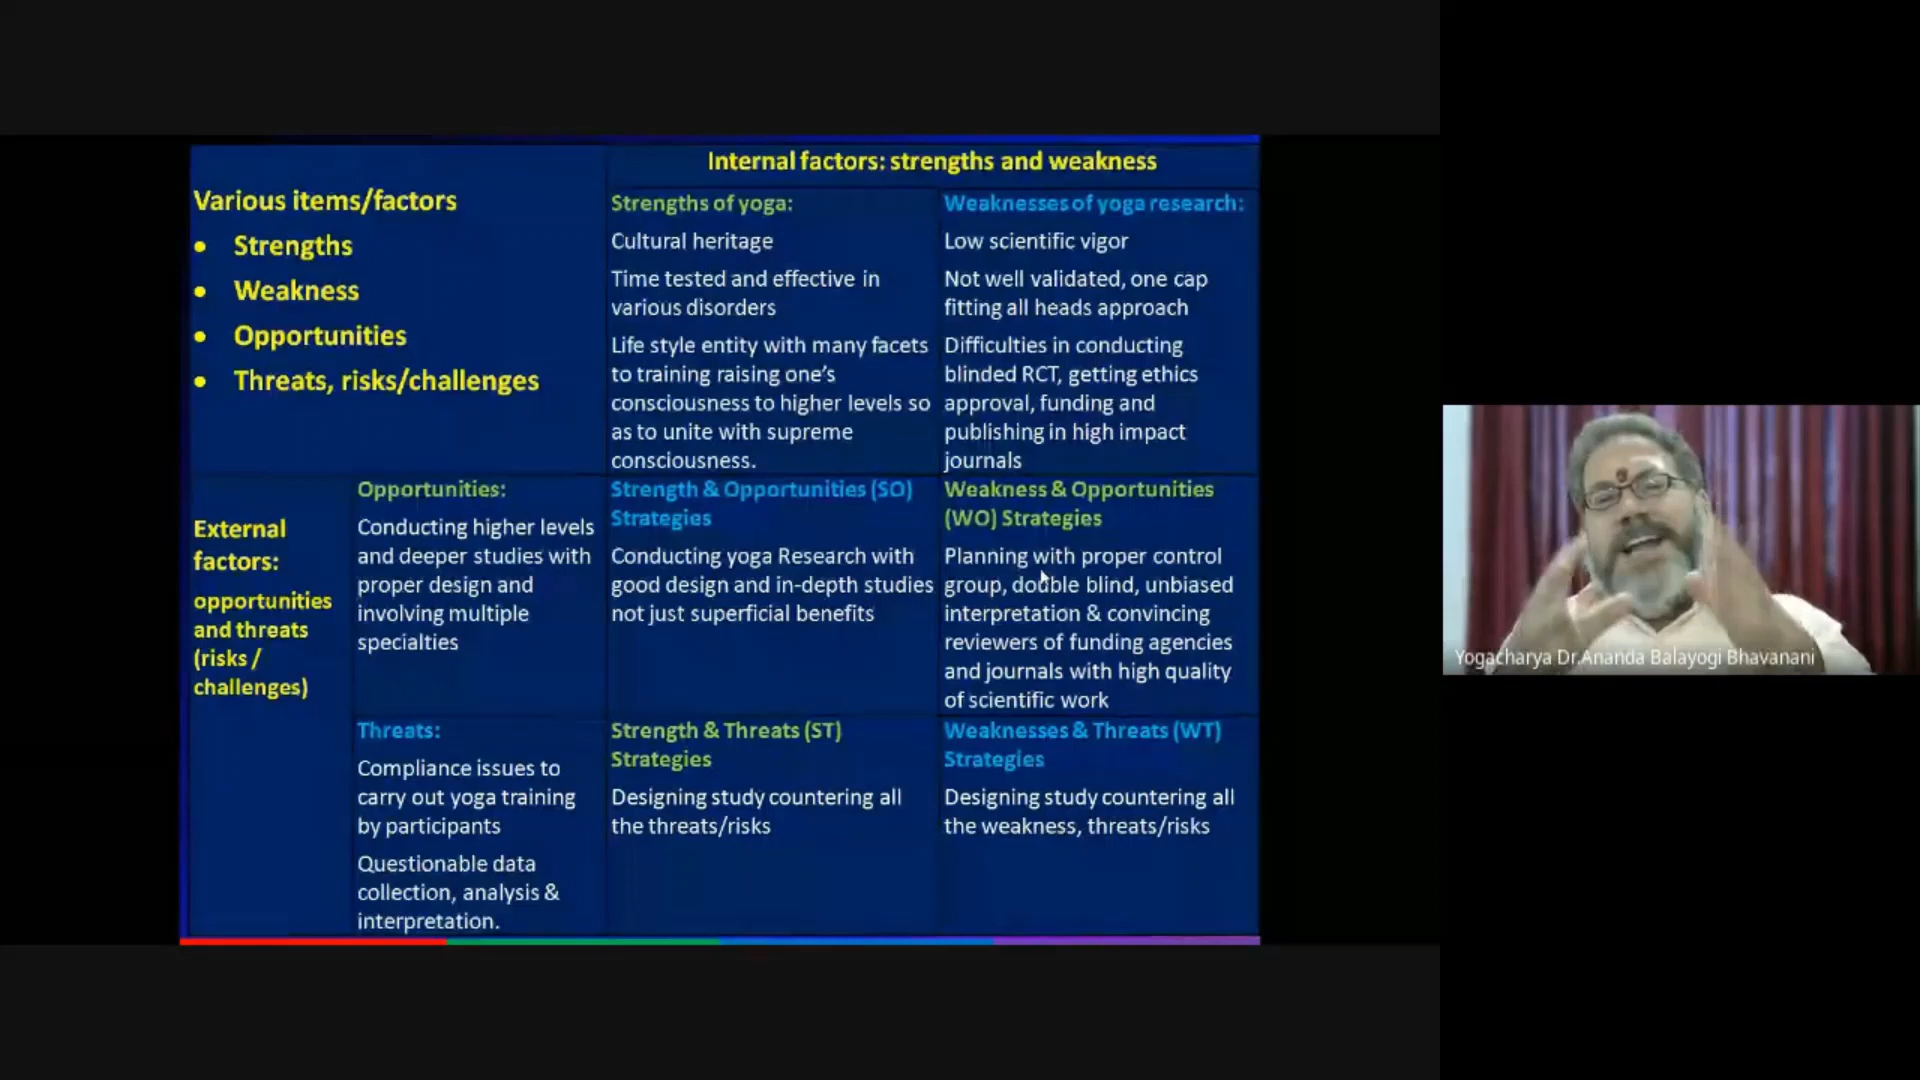 Internal factors: strengths and weakness
Various items/factors
• Strengths
• Weakness
• Opportunities
• Threats, risks/challenges
Strengths of yoga:
Cultural heritage
Time tested and effective in
various disorders
Life style entity with many facets
to training raising one's
consciousness to higher levels so
as to unite with supreme
consciousness.
Weaknesses of yoga research:
Low scientific vigor
Not well validated, one cap
fitting all heads approach
Difficulties in conducting
blinded RCT, getting ethics
approval, funding and
publishing in high impact
journals
External
factors:
opportunities
and threats
(risks /
challenges)
Opportunities:
Conducting higher levels
and deeper studies with
proper design and
involving multiple
specialties
Strength & Opportunities (SO)
Strategies
Conducting yoga Research with
good design and in-depth studies
not just superficial benefits
Weakness & Opportunities
(WO) Strategies
Planning with proper control
group, double blind, unbiased
interpretation & convincing
reviewers of funding agencies
and journals with high quality
of scientific work
Threats:
Compliance issues to
carry out yoga training
by participants
Questionable data
collection, analysis &
interpretation.
Strength & Threats (ST)
Strategies
Designing study countering all
the threats/risks
Weaknesses & Threats (WT)
Strategies
Designing study countering all
the weakness, threats/risks
Yogacharya Dr.Ananda Balayogi Bhavanani